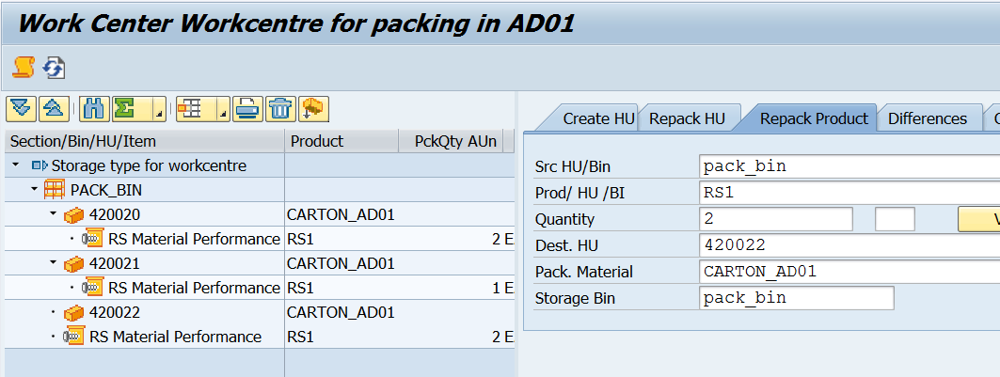 Work Center Workcentre for packing in AD01
Create HU Repack HU Repack Product Differences
Section/Bin/HU/Item Product PckQty AUn
Storage type for workcentre
PACK_BIN
420020 CARTON_AD01
RS Material Performance RS1 2 E
420021 CARTON_AD01
RS Material Performance RS1 1 E
420022 CARTON_AD01
RS Material Performance RS1 2 E
Src HU/Bin pack_bin
Prod/ HU /BI RS1
Quantity 2
Dest. HU 420022
Pack. Material CARTON_AD01
Storage Bin pack_bin